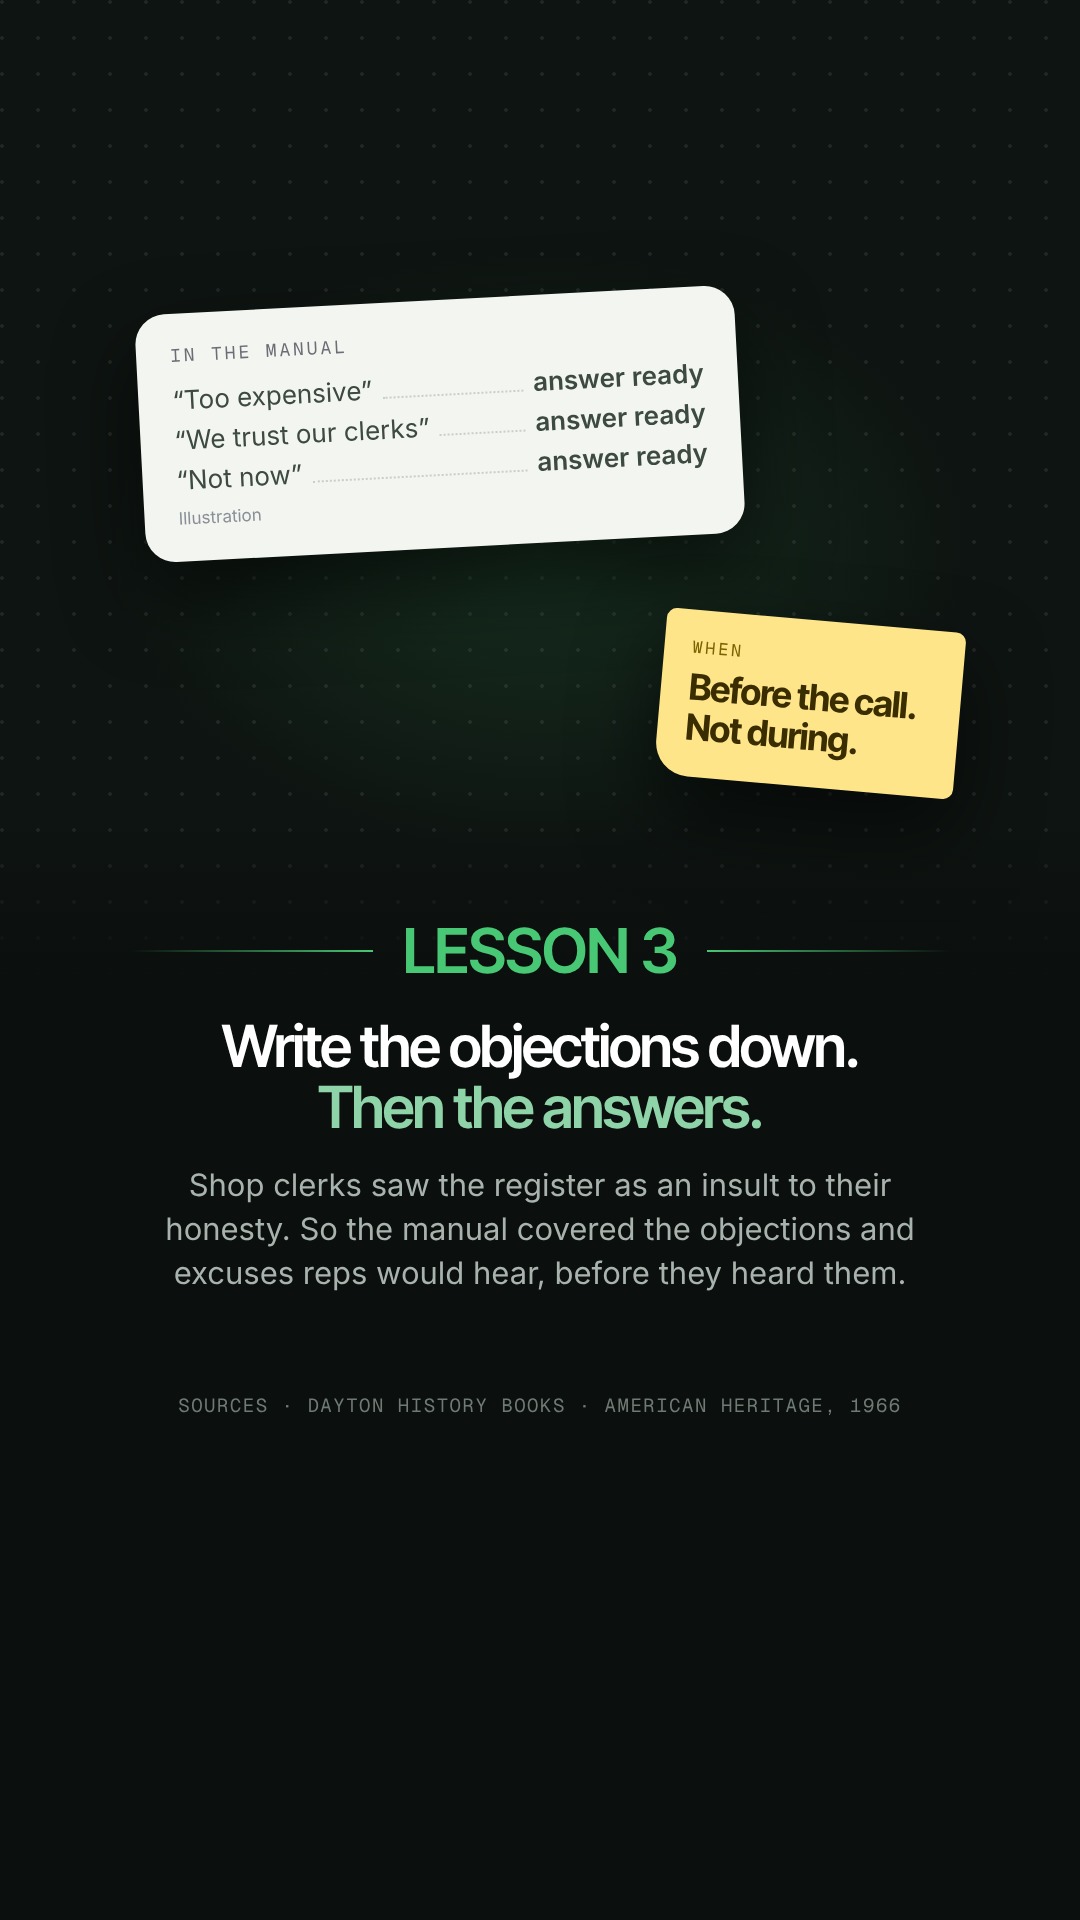 IN THE MANUAL
“Too expensive” answer ready
“We trust our clerks” answer ready
“Not now” answer ready
Illustration
WHEN
Before the call.
Not during.
LESSON 3
Write the objections down.
Then the answers.
Shop clerks saw the register as an insult to their
honesty. So the manual covered the objections and
excuses reps would hear, before they heard them.
SOURCES · DAYTON HISTORY BOOKS · AMERICAN HERITAGE, 1966